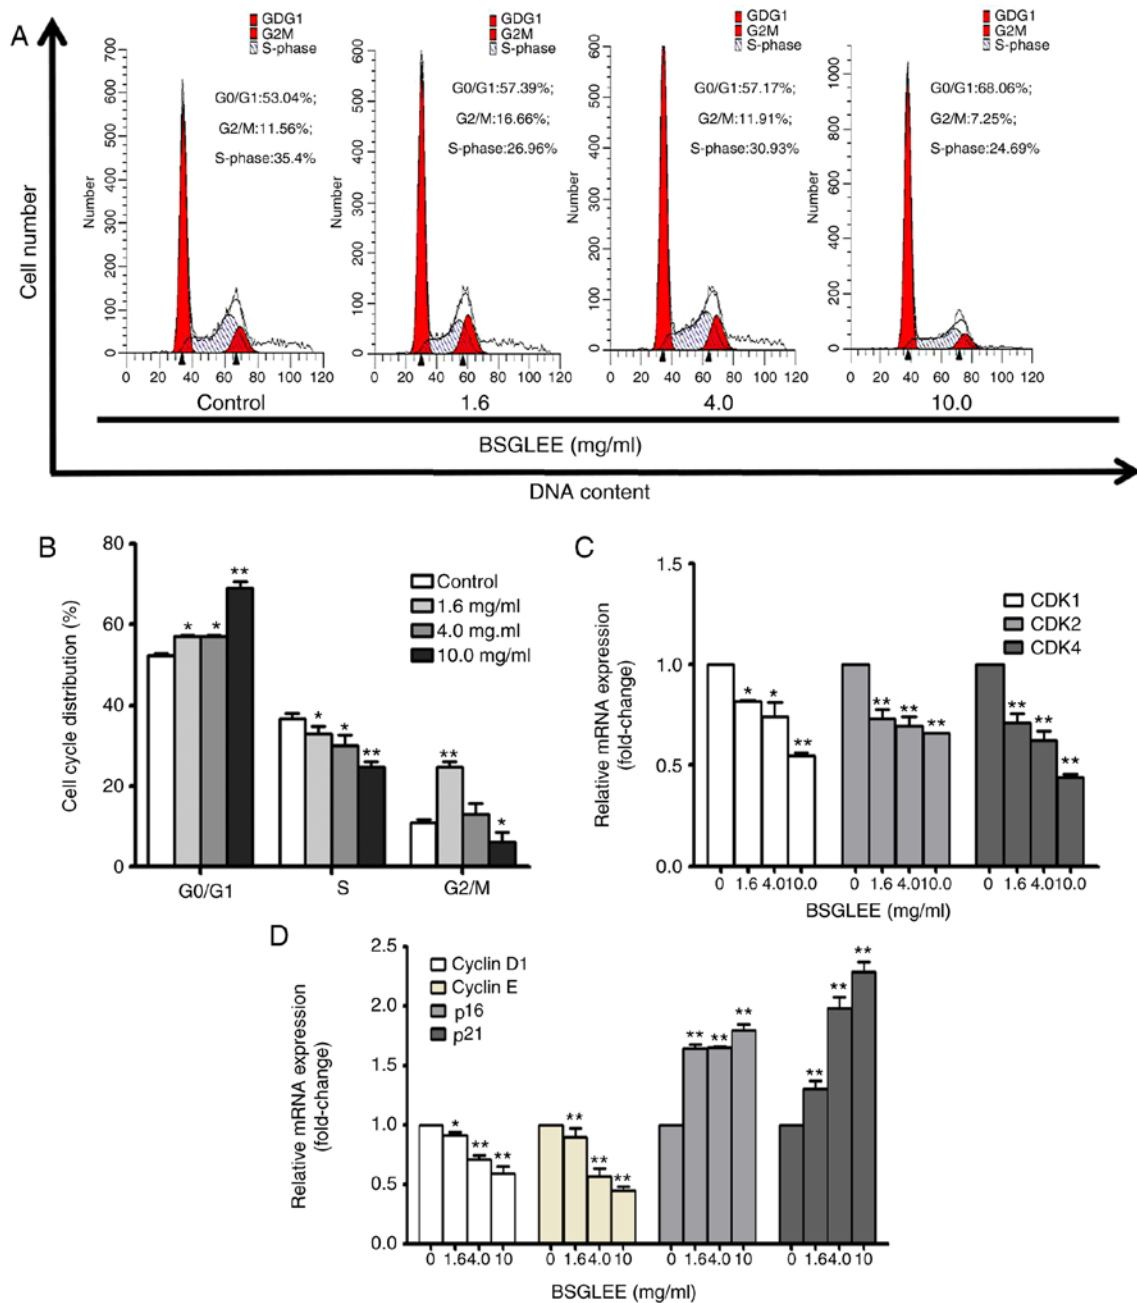 A
GDG1
G2M
S-phase
G0/G1:53.04%;
G2/M:11.56%;
S-phase:35.4%
Number
700
600
500
400
300
200
100
0
0 20 40 60 80 100 120
Control
GDG1
G2M
S-phase
G0/G1:57.39%;
G2/M:16.66%;
S-phase:26.96%
Number
600
500
400
300
200
100
0
0 20 40 60 80 100 120
1.6
GDG1
G2M
S-phase
G0/G1:57.17%;
G2/M:11.91%;
S-phase:30.93%
Number
600
500
400
300
200
100
0
0 20 40 60 80 100 120
4.0
GDG1
G2M
S-phase
G0/G1:68.06%;
G2/M:7.25%;
S-phase:24.69%
Number
1000
800
600
400
200
0
0 20 40 60 80 100 120
10.0
Cell number
BSGLEE (mg/ml)
DNA content
B
Cell cycle distribution (%)
80
60
40
20
0
* * **
* * **
** *
Control
1.6 mg/ml
4.0 mg.ml
10.0 mg/ml
G0/G1 S G2/M
C
Relative mRNA expression
(fold-change)
1.5
1.0
0.5
0.0
CDK1
CDK2
CDK4
* * **
** ** **
** ** **
0 1.6 4.010.0 0 1.6 4.010.0 0 1.6 4.010.0
BSGLEE (mg/ml)
D
Relative mRNA expression
(fold-change)
2.5
2.0
1.5
1.0
0.5
0.0
Cyclin D1
Cyclin E
p16
p21
* ** **
** ** **
** ** **
** ** **
0 1.64.0 10 0 1.64.0 10 0 1.64.0 10 0 1.64.0 10
BSGLEE (mg/ml)